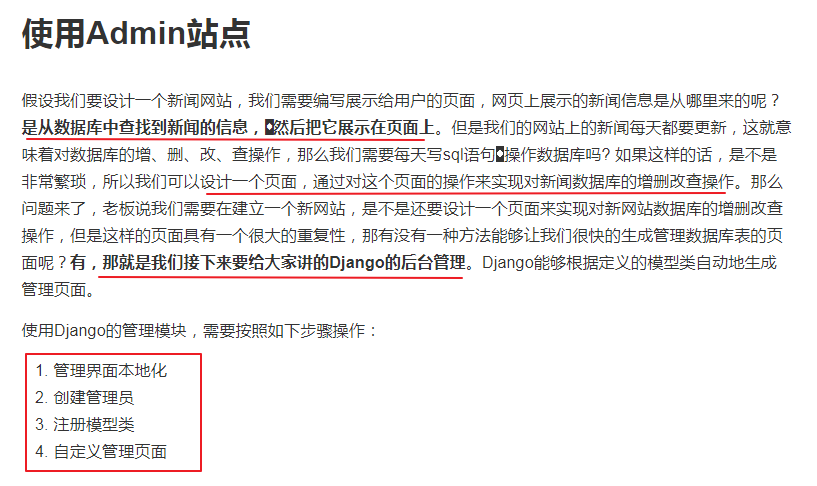 使用Admin站点
假设我们要设计一个新闻网站，我们需要编写展示给用户的页面，网页上展示的新闻信息是从哪里来的呢？
是从数据库中查找到新闻的信息，�然后把它展示在页面上。但是我们的网站上的新闻每天都要更新，这就意
味着对数据库的增、删、改、查操作，那么我们需要每天写sql语句�操作数据库吗? 如果这样的话，是不是
非常繁琐，所以我们可以设计一个页面，通过对这个页面的操作来实现对新闻数据库的增删改查操作。那么
问题来了，老板说我们需要在建立一个新网站，是不是还要设计一个页面来实现对新网站数据库的增删改查
操作，但是这样的页面具有一个很大的重复性，那有没有一种方法能够让我们很快的生成管理数据库表的页
面呢？有，那就是我们接下来要给大家讲的Django的后台管理。Django能够根据定义的模型类自动地生成
管理页面。
使用Django的管理模块，需要按照如下步骤操作：
1. 管理界面本地化
2. 创建管理员
3. 注册模型类
4. 自定义管理页面